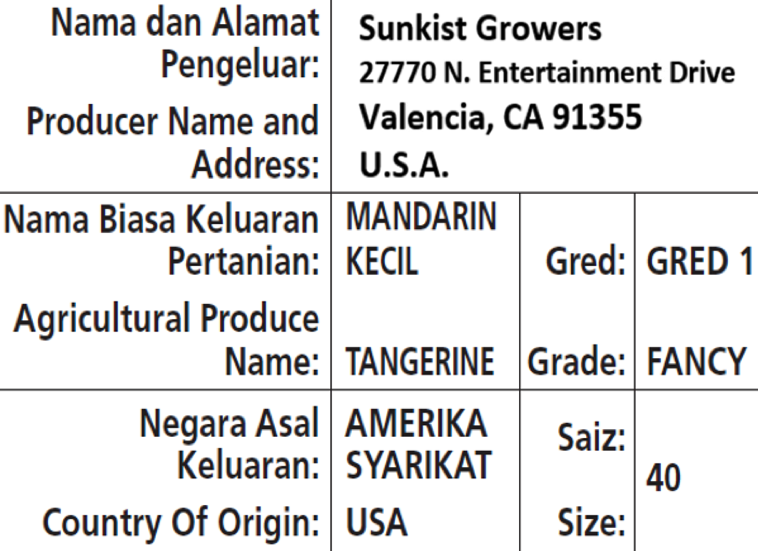 Nama dan Alamat
Pengeluar:
Producer Name and
Address:
Sunkist Growers
27770 N. Entertainment Drive
Valencia, CA 91355
U.S.A.
Nama Biasa Keluaran
Pertanian:
MANDARIN
KECIL
Gred:
GRED 1
Agricultural Produce
Name:
TANGERINE
Grade:
FANCY
Negara Asal
Keluaran:
AMERIKA
SYARIKAT
Saiz:
40
Country Of Origin:
USA
Size: